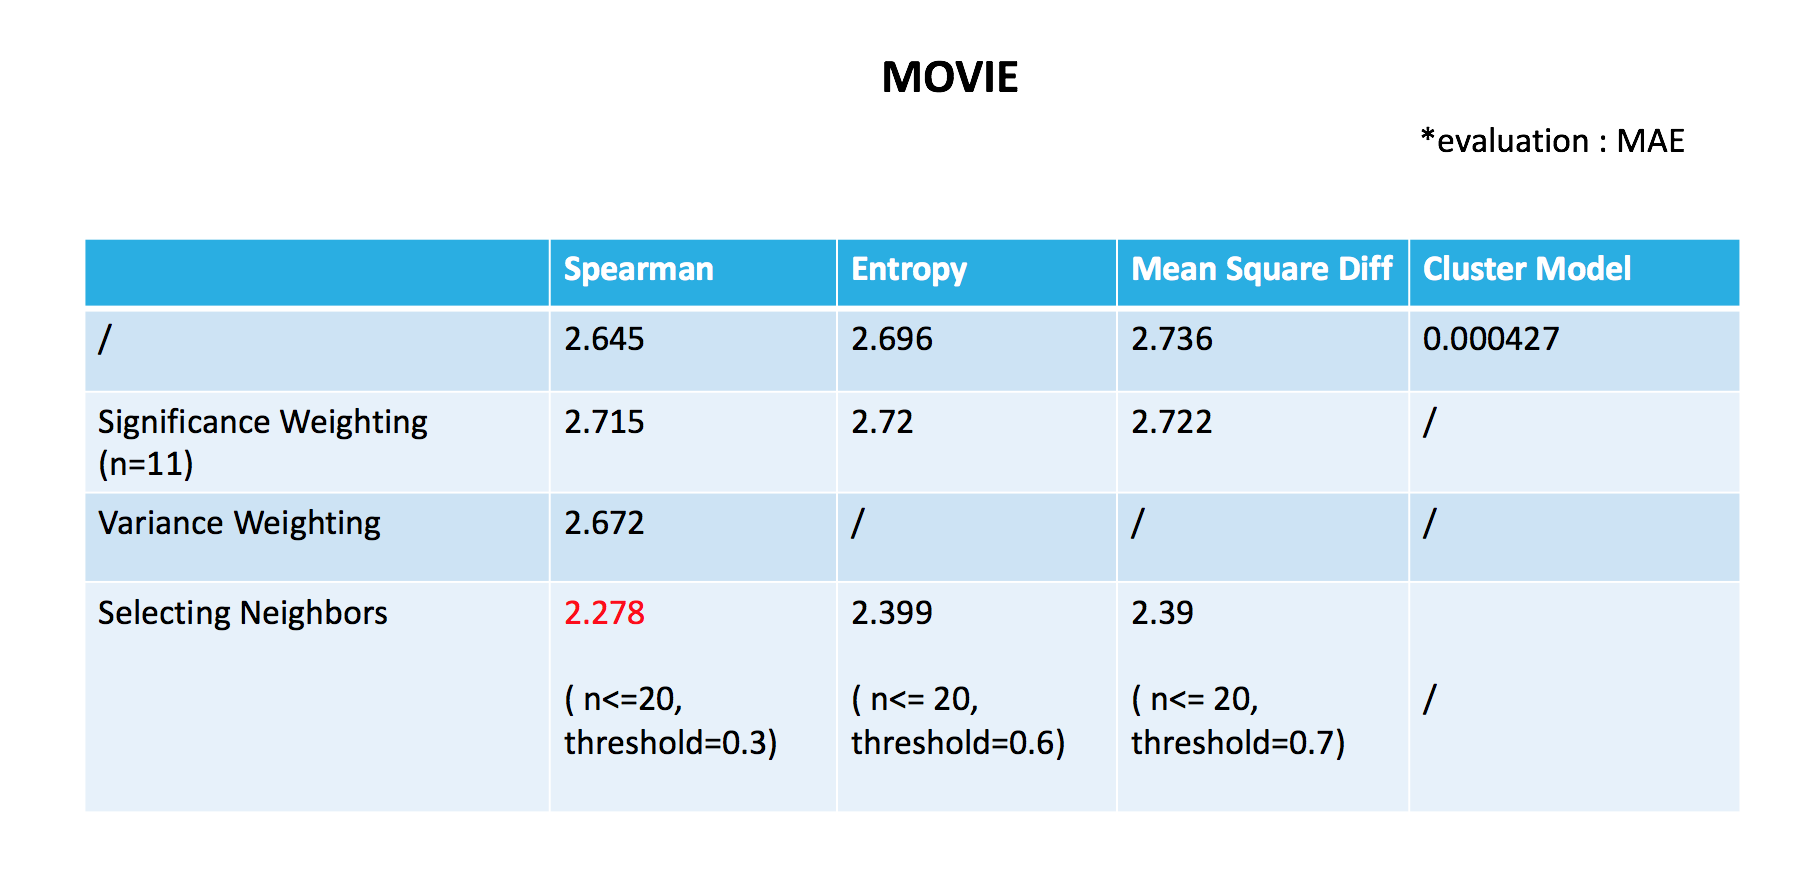 MOVIE
*evaluation : MAE
Spearman Entropy Mean Square Diff Cluster Model
/ 2.645 2.696 2.736 0.000427
Significance Weighting 2.715 2.72 2.722 /
(n=11)
Variance Weighting 2.672 / / /
Selecting Neighbors 2.278 2.399 2.39
( n<=20, ( n<= 20, ( n<= 20, /
threshold=0.3) threshold=0.6) threshold=0.7)